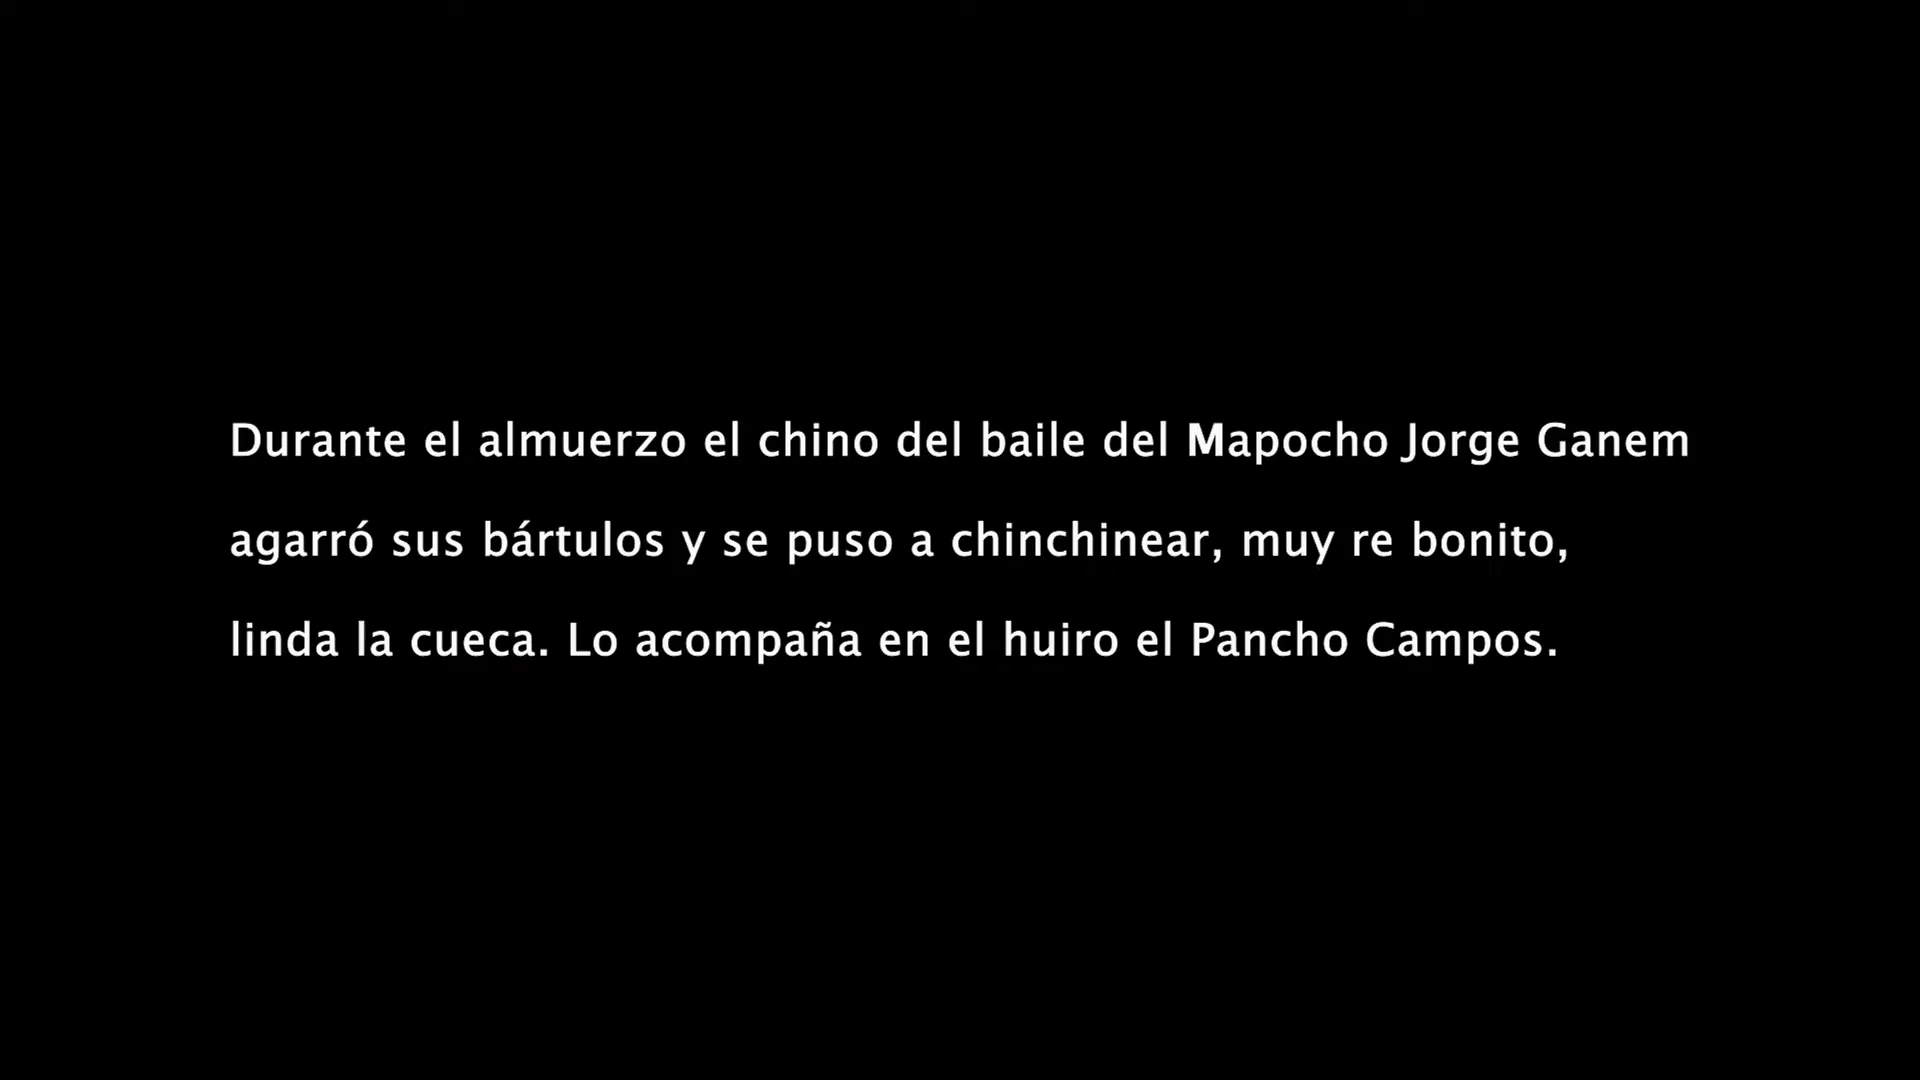 Durante el almuerzo el chino del baile del Mapocho Jorge Ganem
agarró sus bártulos y se puso a chinchinear, muy re bonito,
linda la cueca. Lo acompaña en el huiro el Pancho Campos.